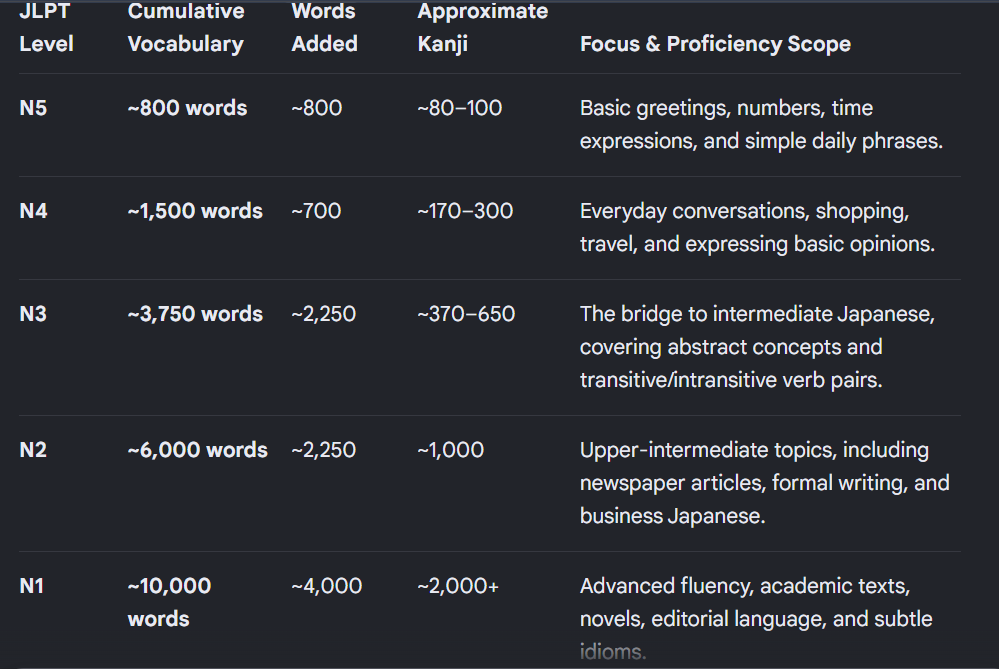 JLPT Level | Cumulative Vocabulary | Words Added | Approximate Kanji | Focus & Proficiency Scope
N5 | ~800 words | ~800 | ~80–100 | Basic greetings, numbers, time expressions, and simple daily phrases.
N4 | ~1,500 words | ~700 | ~170–300 | Everyday conversations, shopping, travel, and expressing basic opinions.
N3 | ~3,750 words | ~2,250 | ~370–650 | The bridge to intermediate Japanese, covering abstract concepts and transitive/intransitive verb pairs.
N2 | ~6,000 words | ~2,250 | ~1,000 | Upper-intermediate topics, including newspaper articles, formal writing, and business Japanese.
N1 | ~10,000 words | ~4,000 | ~2,000+ | Advanced fluency, academic texts, novels, editorial language, and subtle idioms.